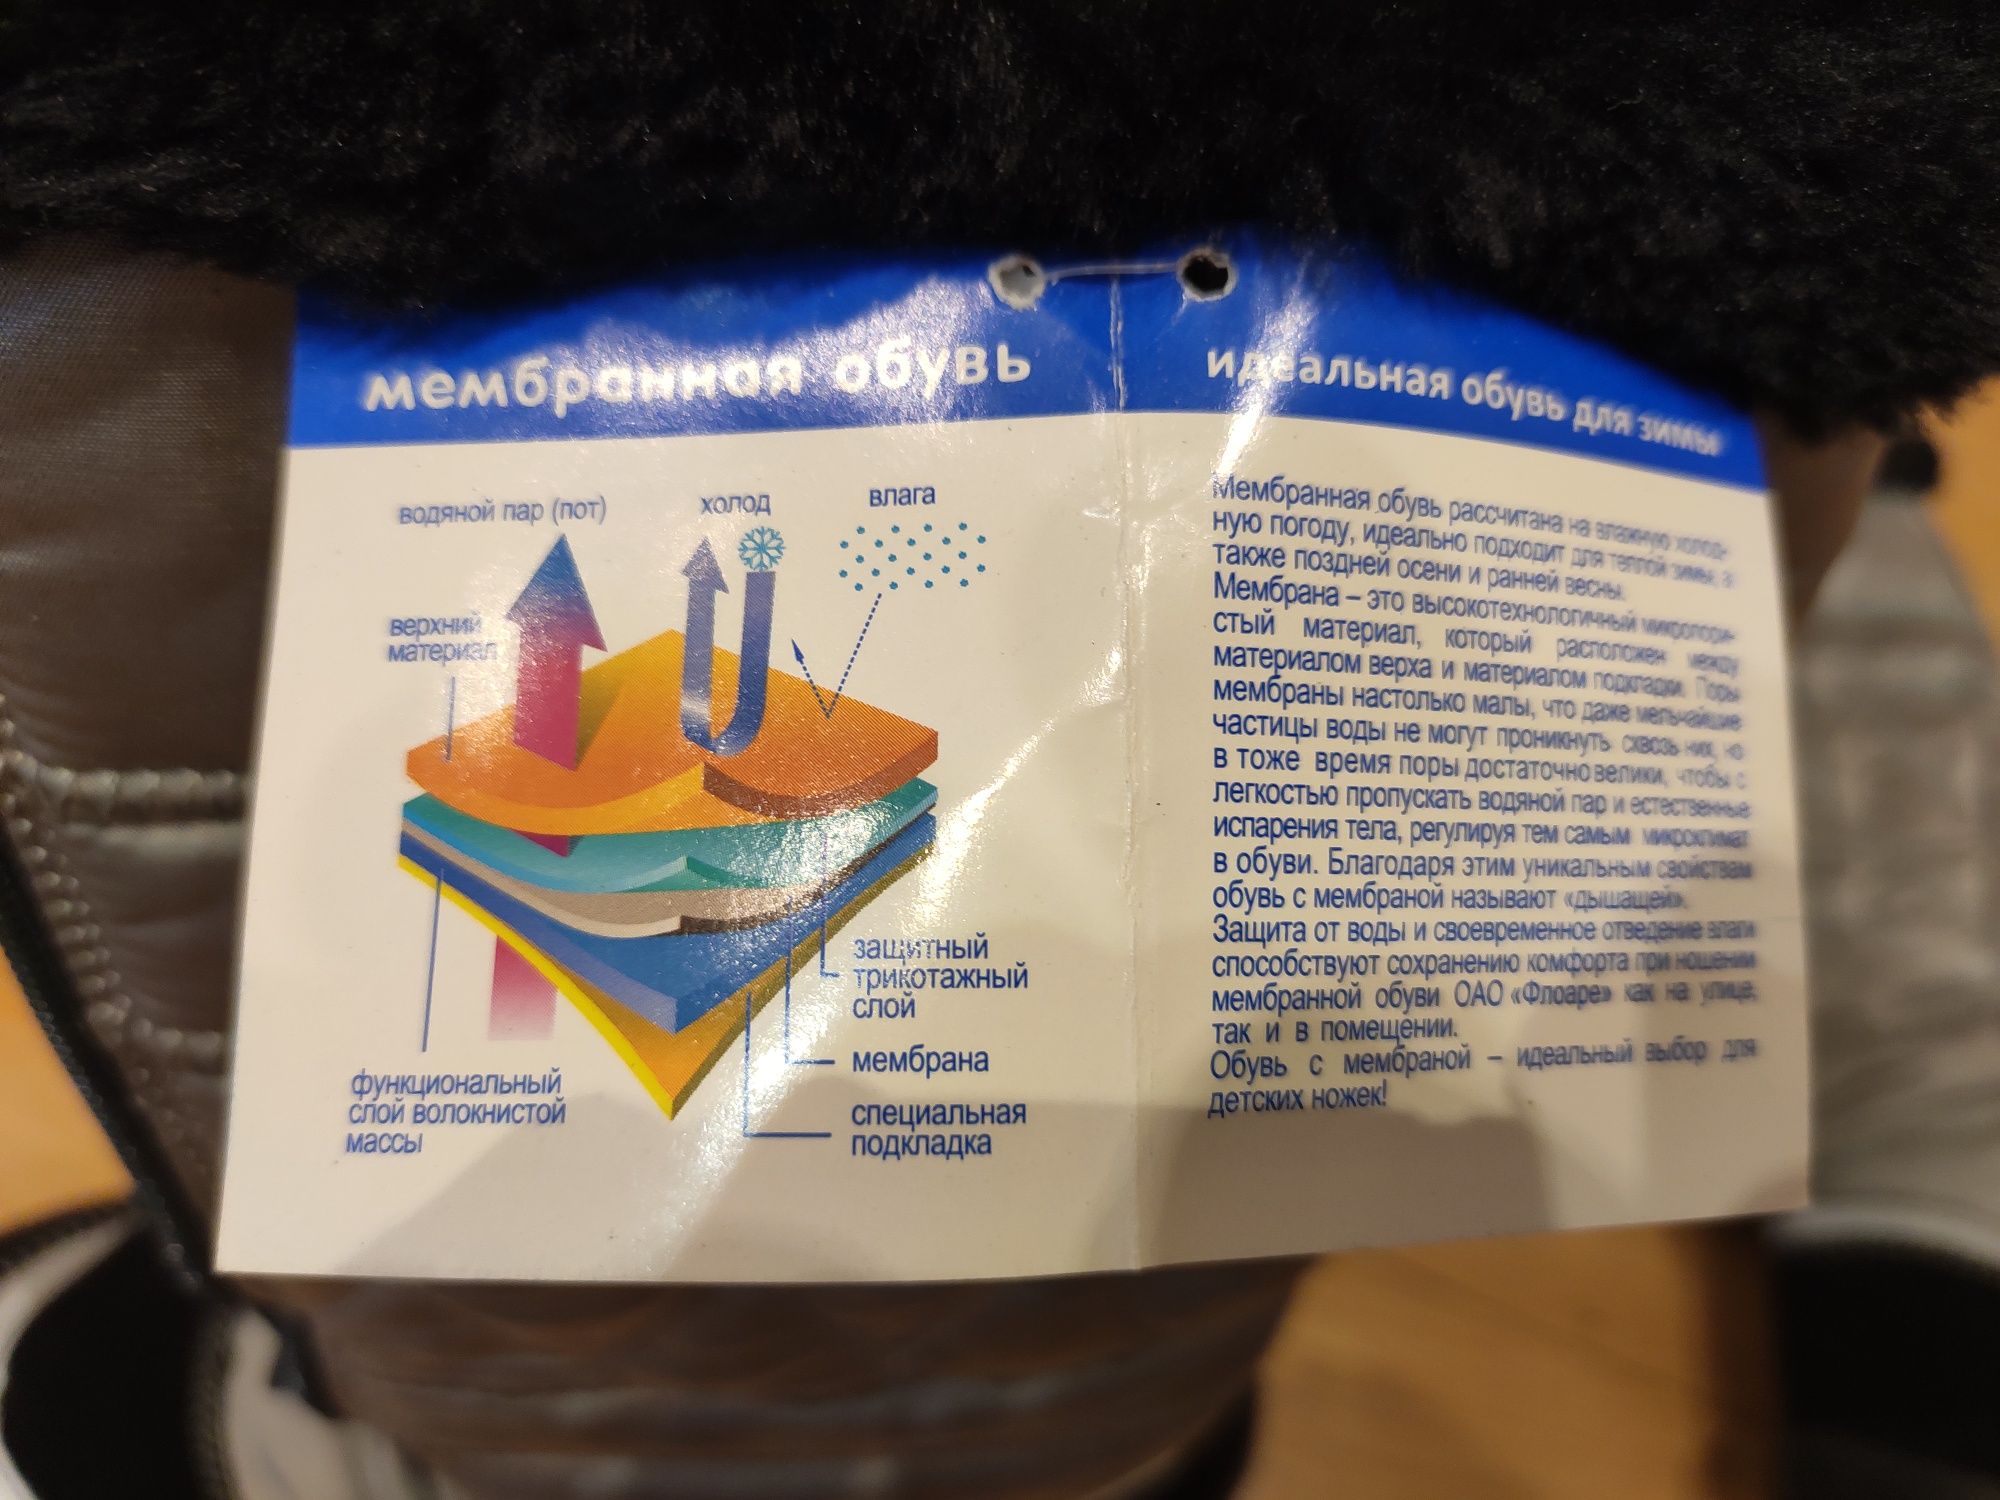 мембранная обувь
водяной пар (пот)
холод
влага
верхний
материал
защитный
трикотажный
слой
мембрана
специальная
подкладка
функциональный
слой волокнистой
массы
идеальная обувь для зимы
Мембранная обувь рассчитана на влажную холод-
ную погоду, идеально подходит для теплой зимы, а
также поздней осени и ранней весны.
Мембрана – это высокотехнологичный микропори-
стый материал, который расположен между
материалом верха и материалом подкладки. Поры
мембраны настолько малы, что даже мельчайшие
частицы воды не могут проникнуть сквозь них, но
в тоже время поры достаточно велики, чтобы с
легкостью пропускать водяной пар и естественные
испарения тела, регулируя тем самым микроклимат
в обуви. Благодаря этим уникальным свойствам
обувь с мембраной называют «дышащей».
Защита от воды и своевременное отведение влаги
способствуют сохранению комфорта при ношении
мембранной обуви ОАО «Флоаре» как на улице,
так и в помещении.
Обувь с мембраной – идеальный выбор для
детских ножек!